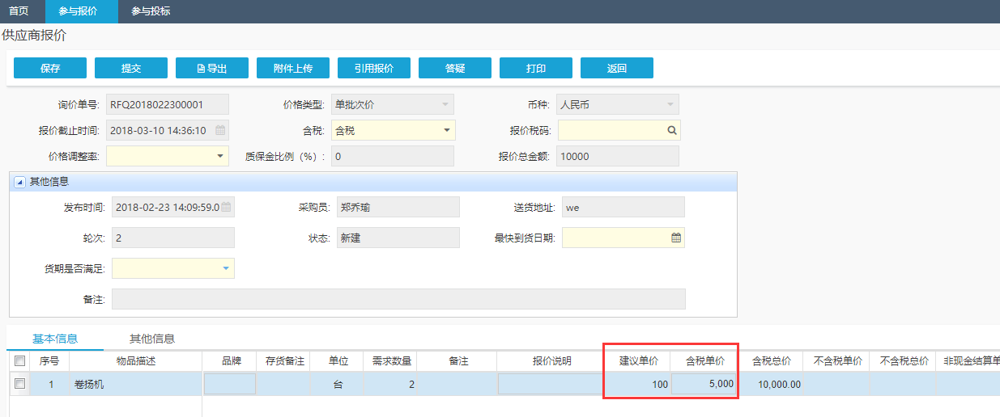 首页 参与报价 参与投标
供应商报价
保存 提交 导出 附件上传 引用报价 答疑 打印 返回
询价单号: RFQ2018022300001 价格类型: 单批次价 币种: 人民币
报价截止时间: 2018-03-10 14:36:10 含税: 含税 报价税码:
价格调整率: 质保金比例（%）: 0 报价总金额: 10000
其他信息
发布时间: 2018-02-23 14:09:59.0 采购员: 郑乔瑜 送货地址: we
轮次: 2 状态: 新建 最快到货日期:
货期是否满足:
备注:
基本信息 其他信息
序号 物品描述 品牌 存货备注 单位 需求数量 备注 报价说明 建议单价 含税单价 含税总价 不含税单价 不含税总价 非现金结算单
1 卷扬机 台 2 100 5,000 10,000.00